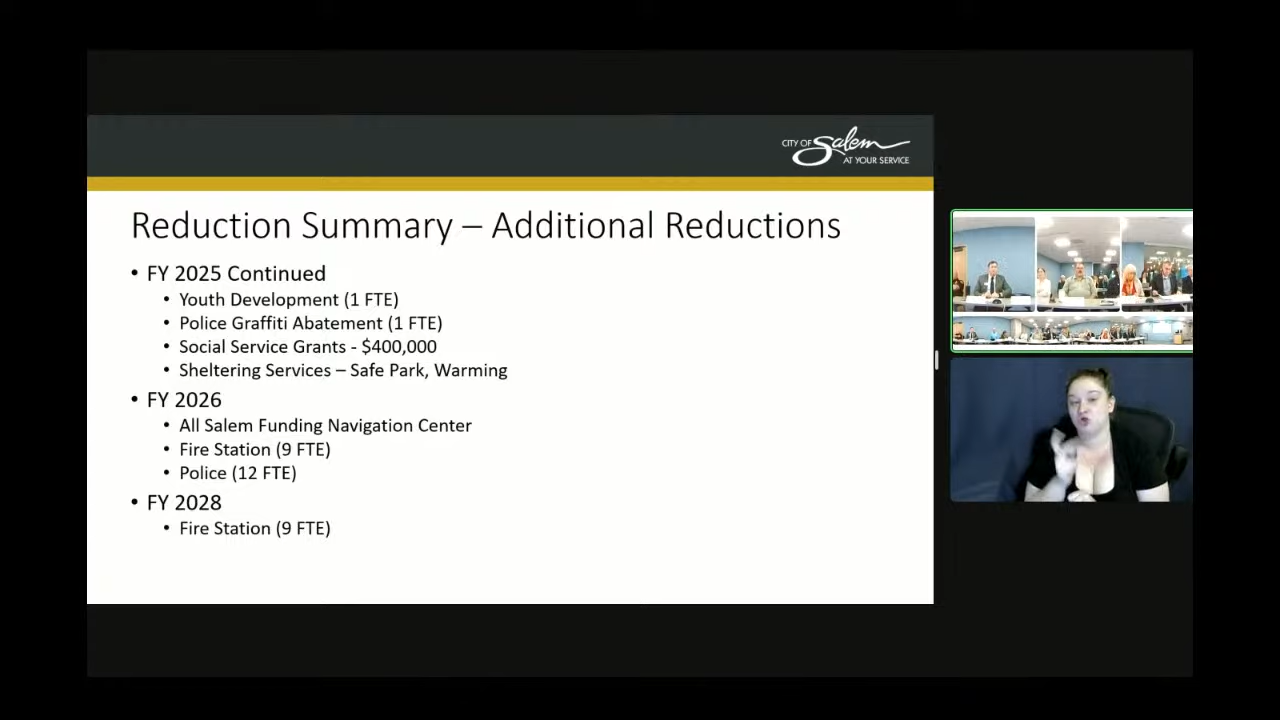 CITY OF Salem
AT YOUR SERVICE
Reduction Summary – Additional Reductions
• FY 2025 Continued
• Youth Development (1 FTE)
• Police Graffiti Abatement (1 FTE)
• Social Service Grants - $400,000
• Sheltering Services – Safe Park, Warming
• FY 2026
• All Salem Funding Navigation Center
• Fire Station (9 FTE)
• Police (12 FTE)
• FY 2028
• Fire Station (9 FTE)